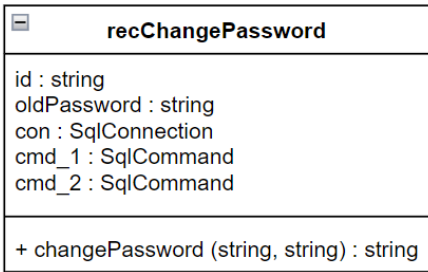 recChangePassword
id : string
oldPassword : string
con : SqlConnection
cmd_1 : SqlCommand
cmd_2 : SqlCommand
+ changePassword (string, string) : string